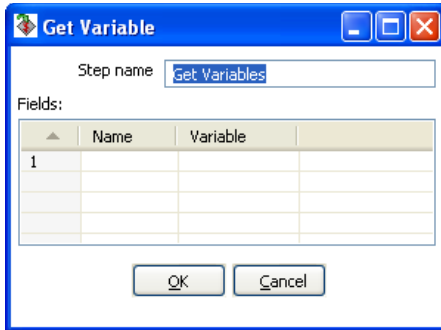 Get Variable
Step name Get Variables
Fields:
Name Variable
1
OK Cancel